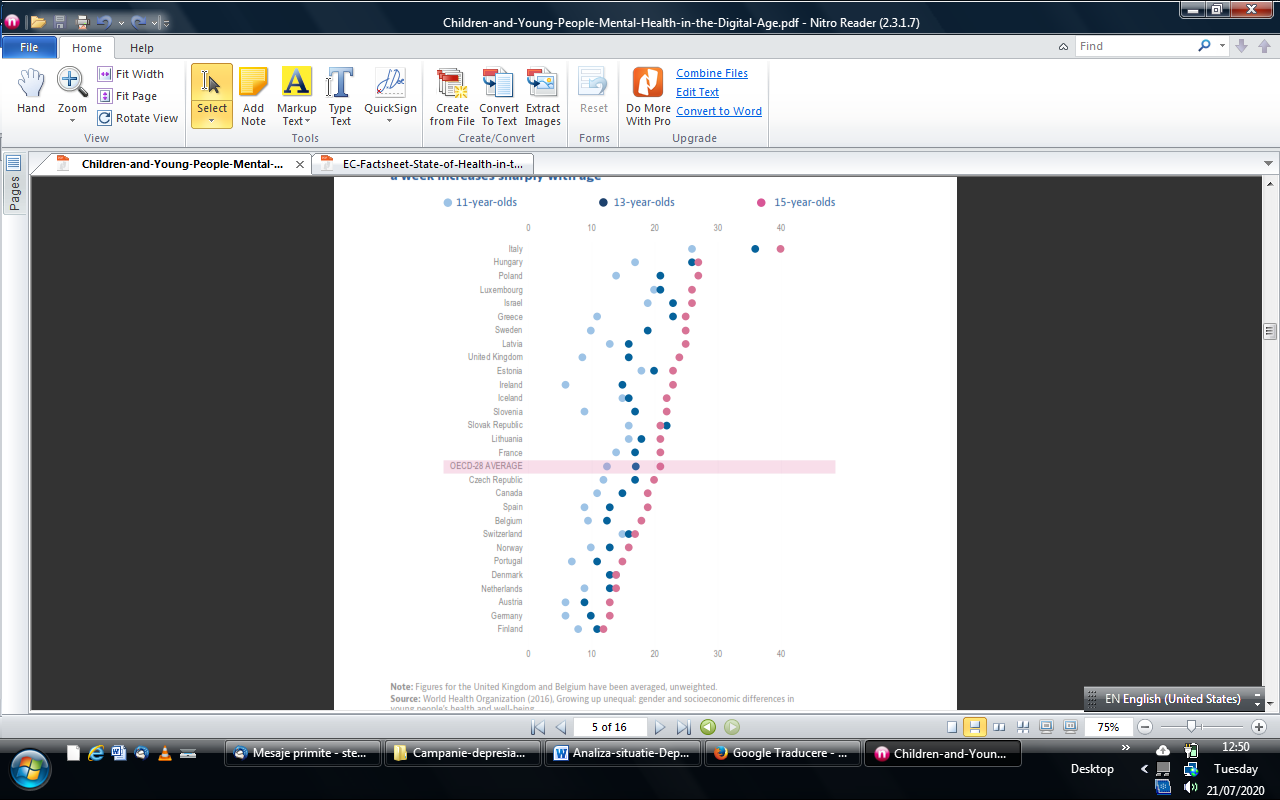 Children-and-Young-People-Mental-Health-in-the-Digital-Age.pdf - Nitro Reader (2.3.1.7)
File Home Help Find
Hand Zoom Fit Width Fit Page Rotate View
Select Add Note Markup Text Type Text QuickSign
Create from File Convert To Text Extract Images
Reset
Do More With Pro Combine Files Edit Text Convert to Word
View Tools Create/Convert Forms Upgrade
Children-and-Young-People-Mental-... EC-Factsheet-State-of-Health-in-t...
Pages
a week increases sharply with age
11-year-olds 13-year-olds 15-year-olds
0 10 20 30 40
Italy
Hungary
Poland
Luxembourg
Israel
Greece
Sweden
Latvia
United Kingdom
Estonia
Ireland
Iceland
Slovenia
Slovak Republic
Lithuania
France
OECD-28 AVERAGE
Czech Republic
Canada
Spain
Belgium
Switzerland
Norway
Portugal
Denmark
Netherlands
Austria
Germany
Finland
0 10 20 30 40
Note: Figures for the United Kingdom and Belgium have been averaged, unweighted.
Source: World Health Organization (2016), Growing up unequal: gender and socioeconomic differences in
young people's health and well-being
EN English (United States)
5 of 16 75%
Mesaje primite - ste... Campanie-depresia... Analiza-situatie-Dep... Google Traducere - ... Children-and-Youn...
» 12:50
Desktop < Tuesday
21/07/2020